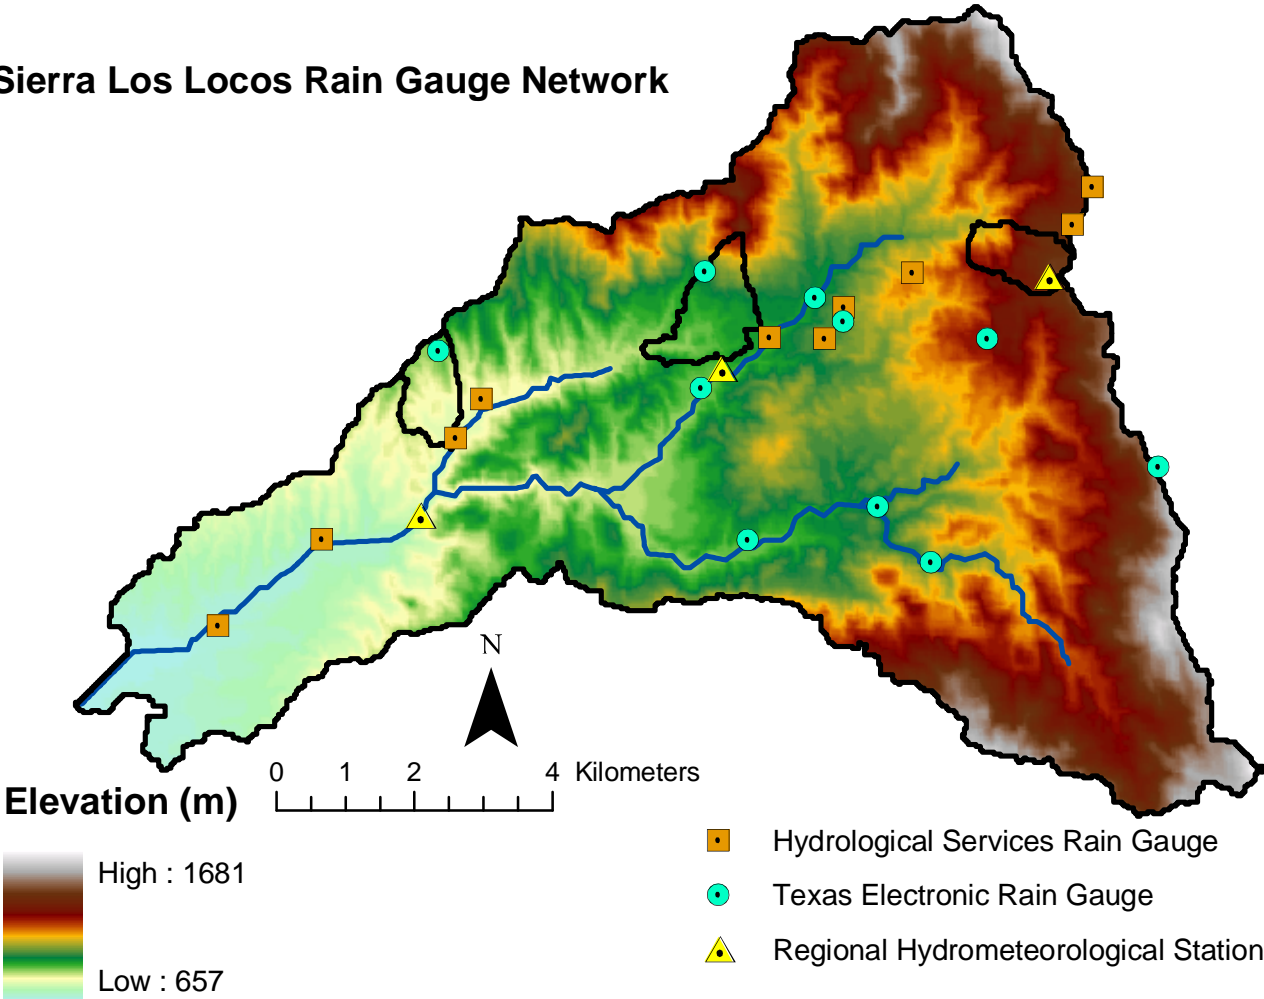 Sierra Los Locos Rain Gauge Network
N
0 1 2 4 Kilometers
Elevation (m)
High : 1681
Low : 657
Hydrological Services Rain Gauge
Texas Electronic Rain Gauge
Regional Hydrometeorological Station